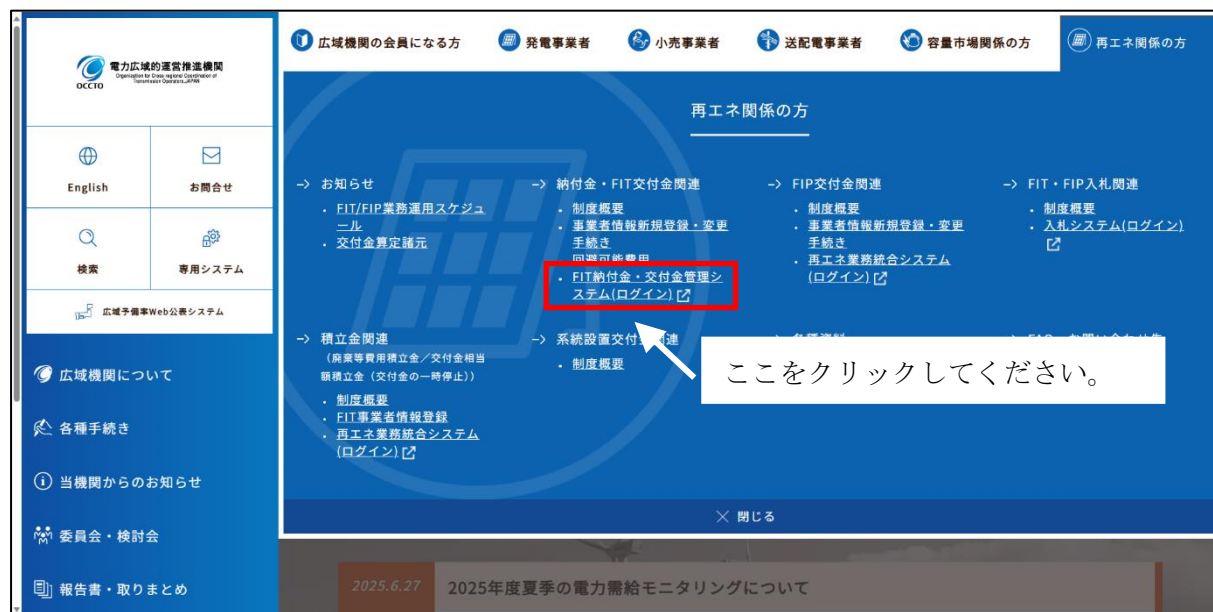 電力広域的運営推進機関
Organization for Cross-regional Coordination of
Transmission Operators, JAPAN
OCCTO
English
お問合せ
検索
専用システム
広域予備率Web公表システム
広域機関について
各種手続き
当機関からのお知らせ
委員会・検討会
報告書・取りまとめ
広域機関の会員になる方
発電事業者
小売事業者
送配電事業者
容量市場関係の方
再エネ関係の方
再エネ関係の方
お知らせ
・FIT/FIP業務運用スケジュ
ール
・交付金算定諸元
納付金・FIT交付金関連
・制度概要
・事業者情報新規登録・変更
手続き
回避可能費用
・FIT納付金・交付金管理シ
ステム(ログイン)
FIP交付金関連
・制度概要
・事業者情報新規登録・変更
手続き
・再エネ業務統合システム
(ログイン)
FIT・FIP入札関連
・制度概要
・入札システム(ログイン)
積立金関連
(廃棄等費用積立金/交付金相当
額積立金(交付金の一時停止))
・制度概要
・FIT事業者情報登録
・再エネ業務統合システム
(ログイン)
系統設置交付金関連
・制度概要
ここをクリックしてください。
閉じる
2025.6.27
2025年度夏季の電力需給モニタリングについて